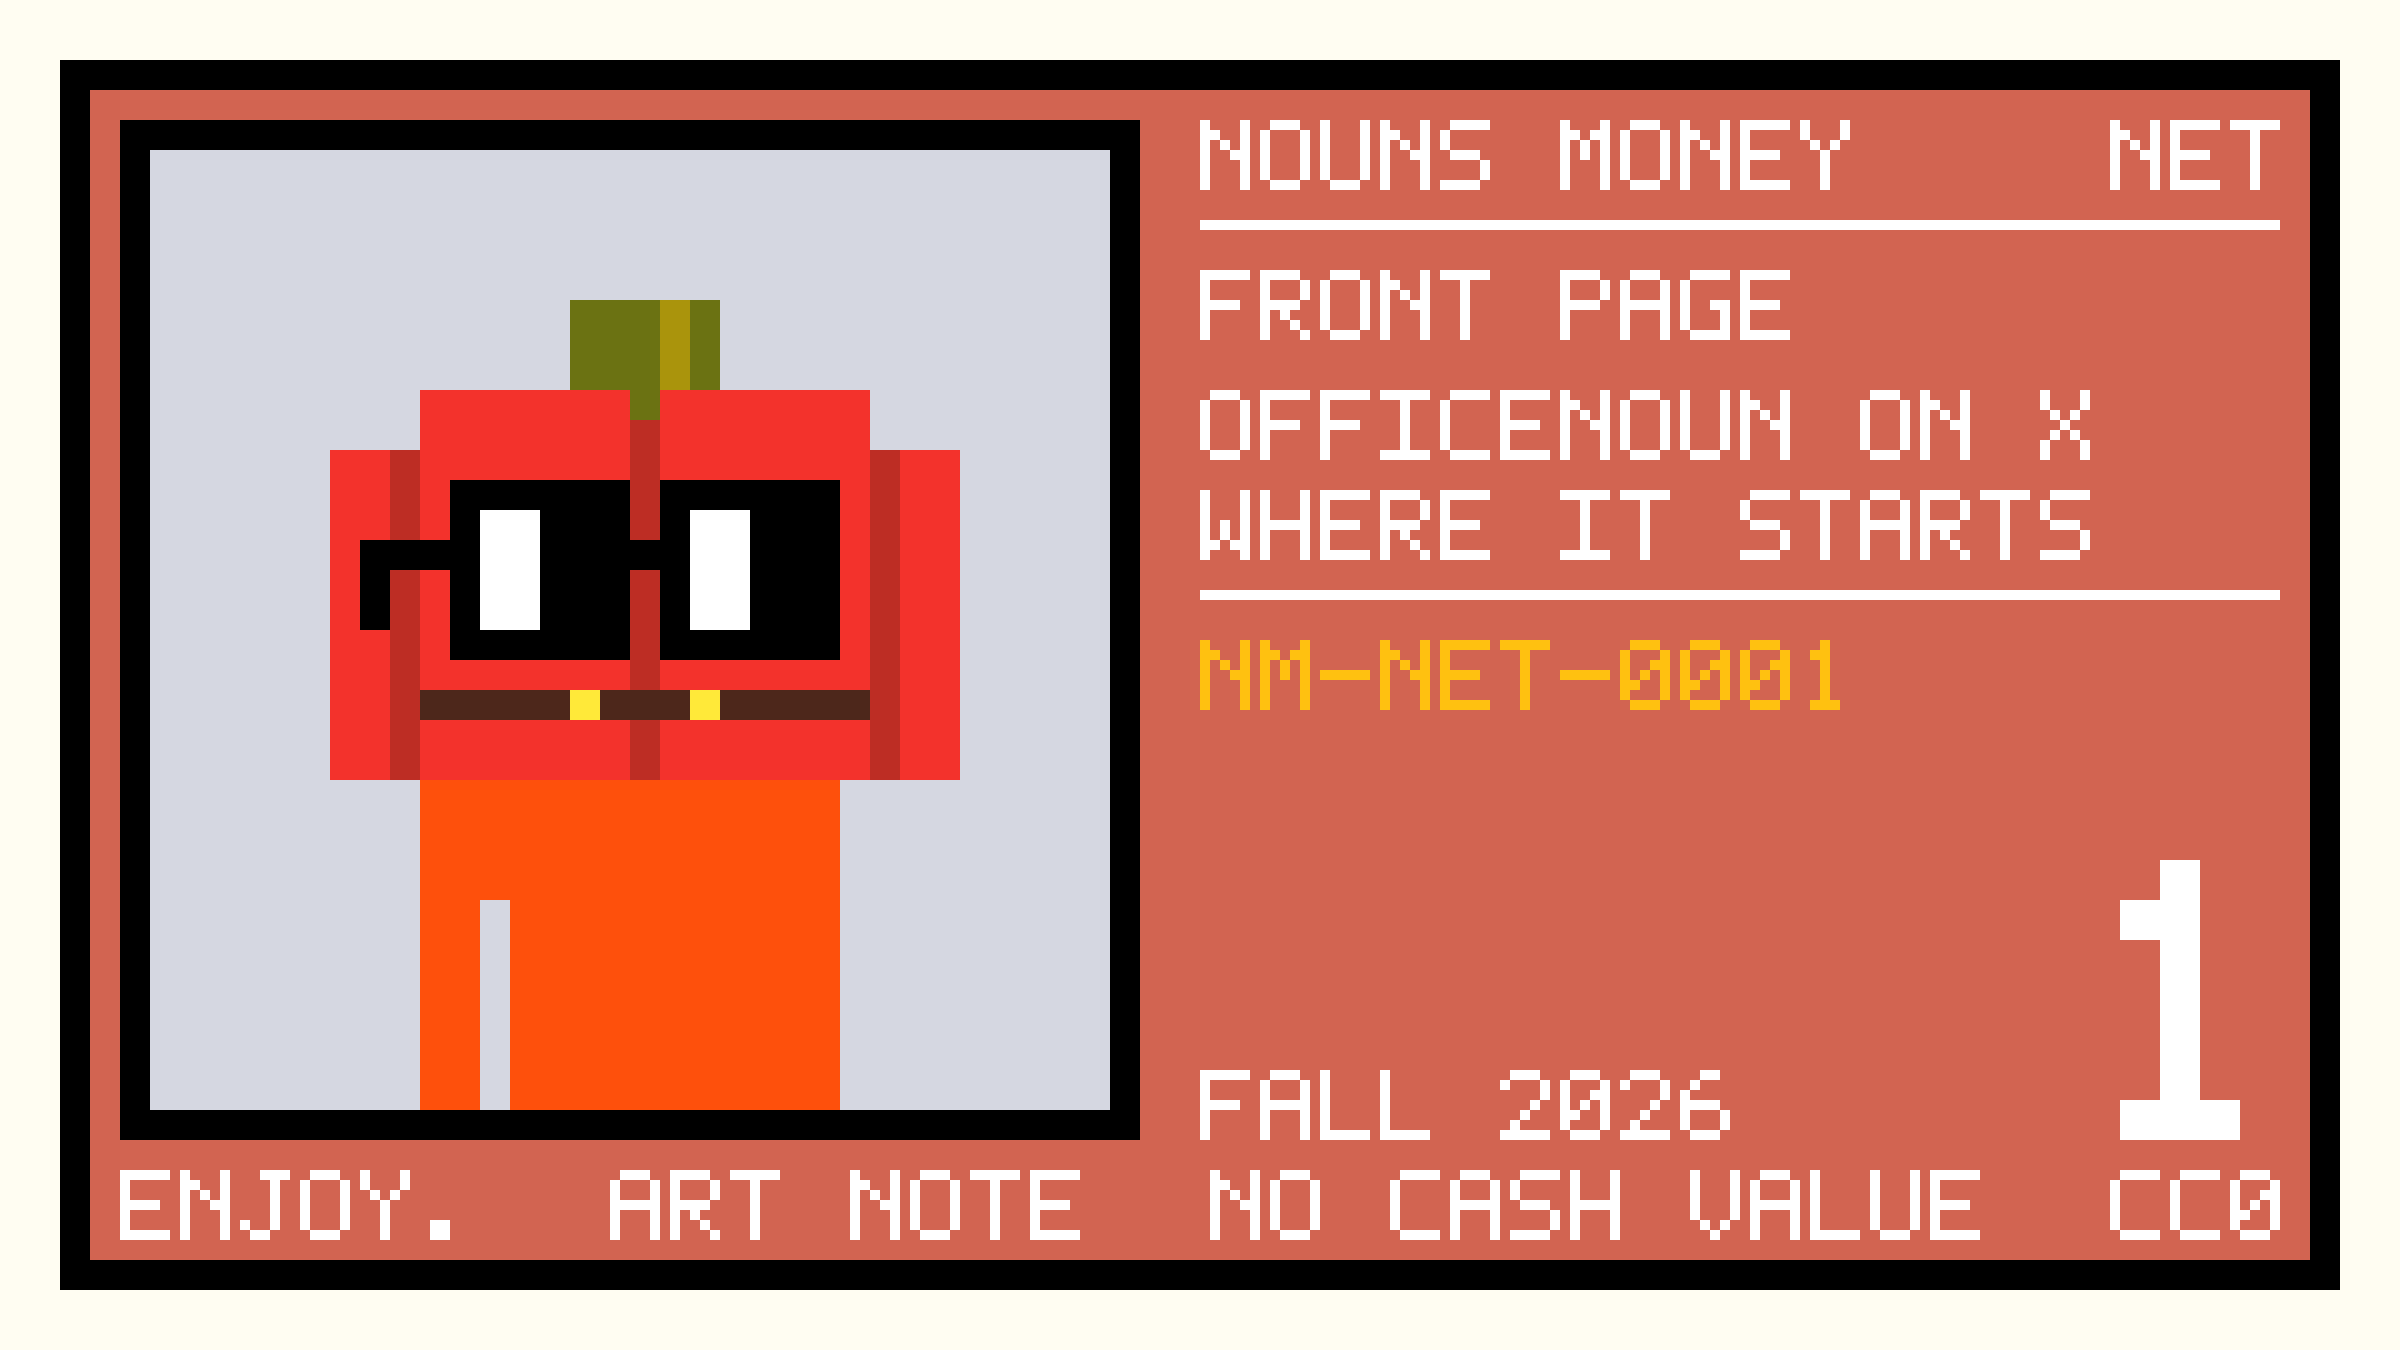 NOUNS MONEY NET
FRONT PAGE
OFFICENOUN ON X
WHERE IT STARTS
NM-NET-0001
1
FALL 2026
ENJOY. ART NOTE NO CASH VALUE CC0